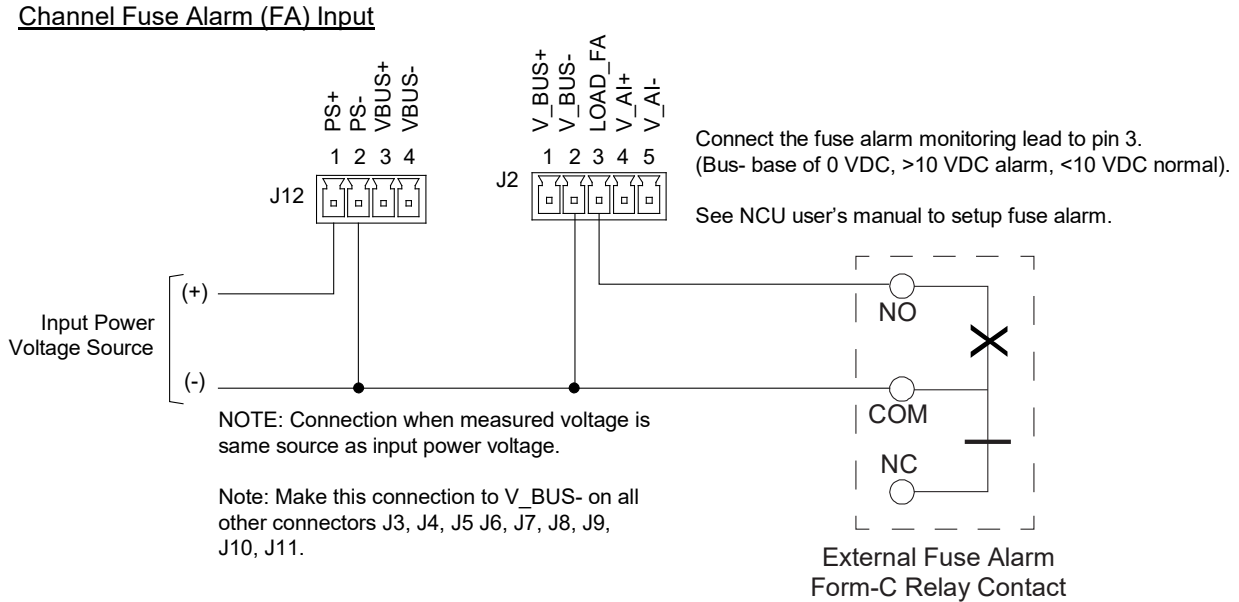 Channel Fuse Alarm (FA) Input
PS+
PS-
VBUS+
VBUS-
1 2 3 4
J12
V_BUS+
V_BUS-
LOAD_FA
V_AI+
V_AI-
1 2 3 4 5
J2
Connect the fuse alarm monitoring lead to pin 3.
(Bus- base of 0 VDC, >10 VDC alarm, <10 VDC normal).
See NCU user’s manual to setup fuse alarm.
(+)
Input Power
Voltage Source
(-)
NOTE: Connection when measured voltage is
same source as input power voltage.
Note: Make this connection to V_BUS- on all
other connectors J3, J4, J5 J6, J7, J8, J9,
J10, J11.
NO
COM
NC
External Fuse Alarm
Form-C Relay Contact